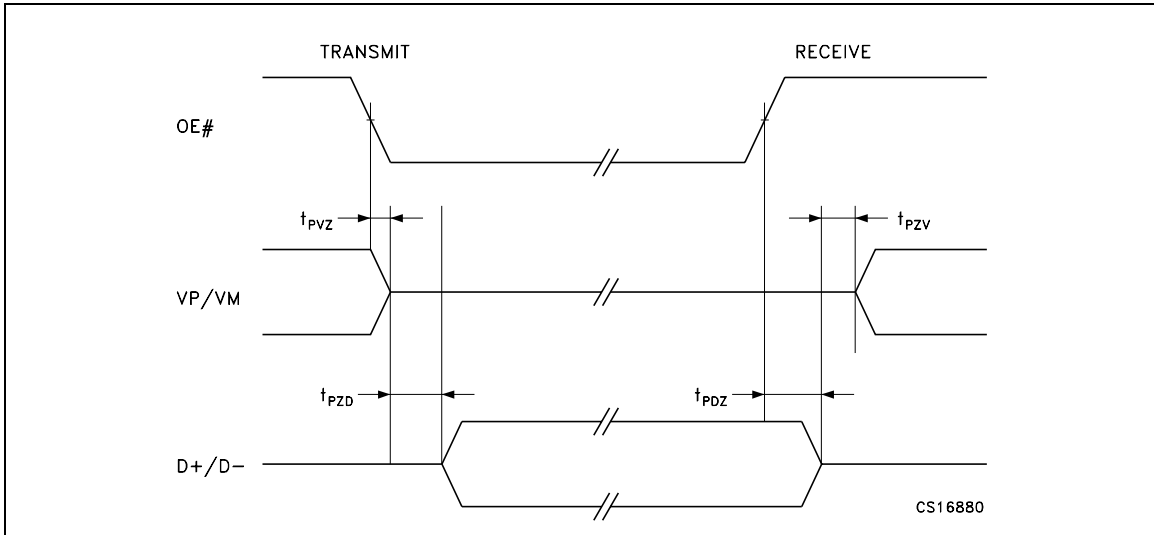 TRANSMIT
RECEIVE
OE#
tPVZ
tPZV
VP/VM
tPZD
tPDZ
D+/D-
CS16880